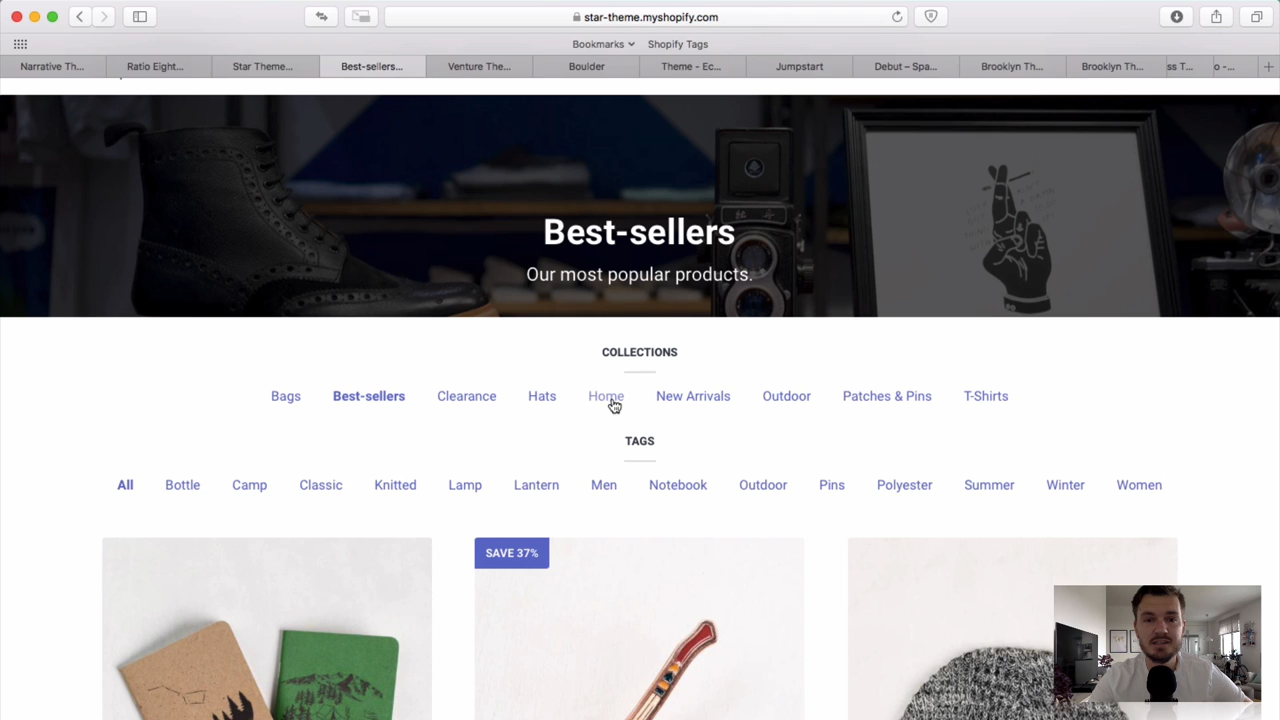 star-theme.myshopify.com
Bookmarks Shopify Tags
Narrative Th... Ratio Eight... Star Theme... Best-sellers... Venture The... Boulder Theme - Ec... Jumpstart Debut – Spa... Brooklyn Th... Brooklyn Th... ss T... o -...
Best-sellers
Our most popular products.
COLLECTIONS
Bags Best-sellers Clearance Hats Home New Arrivals Outdoor Patches & Pins T-Shirts
TAGS
All Bottle Camp Classic Knitted Lamp Lantern Men Notebook Outdoor Pins Polyester Summer Winter Women
SAVE 37%